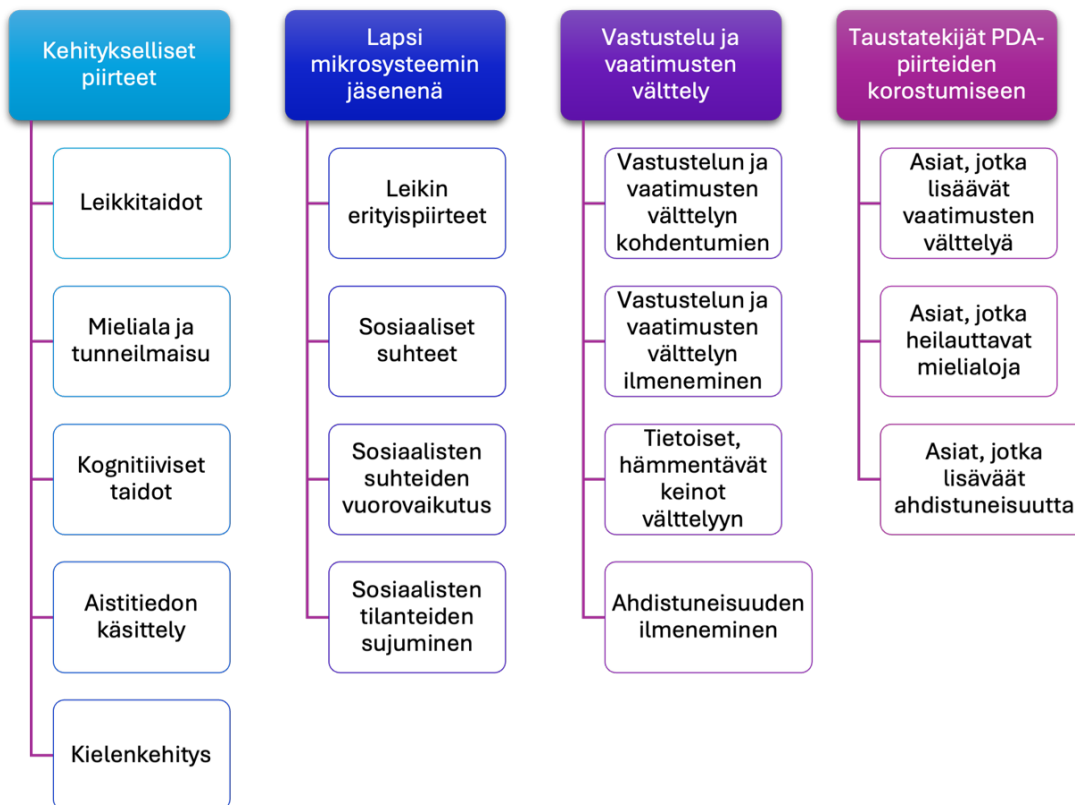 Kehitykselliset
piirteet
Leikkitaidot
Mieliala ja
tunneilmaisu
Kognitiiviset
taidot
Aistitiedon
käsittely
Kielenkehitys
Lapsi
mikrosysteemin
jäsenenä
Leikin
erityispiirteet
Sosiaaliset
suhteet
Sosiaalisten
suhteiden
vuorovaikutus
Sosiaalisten
tilanteiden
sujuminen
Vastustelu ja
vaatimusten
välttely
Vastustelun ja
vaatimusten
välttelyn
kohdentumien
Vastustelun ja
vaatimusten
välttelyn
ilmeneminen
Tietoiset,
hämmentävät
keinot
välttelyyn
Ahdistuneisuuden
ilmeneminen
Taustatekijät PDA-
piirteiden
korostumiseen
Asiat, jotka
lisäävät
vaatimusten
välttelyä
Asiat, jotka
heilauttavat
mielialoja
Asiat, jotka
lisäväät
ahdistuneisuutta